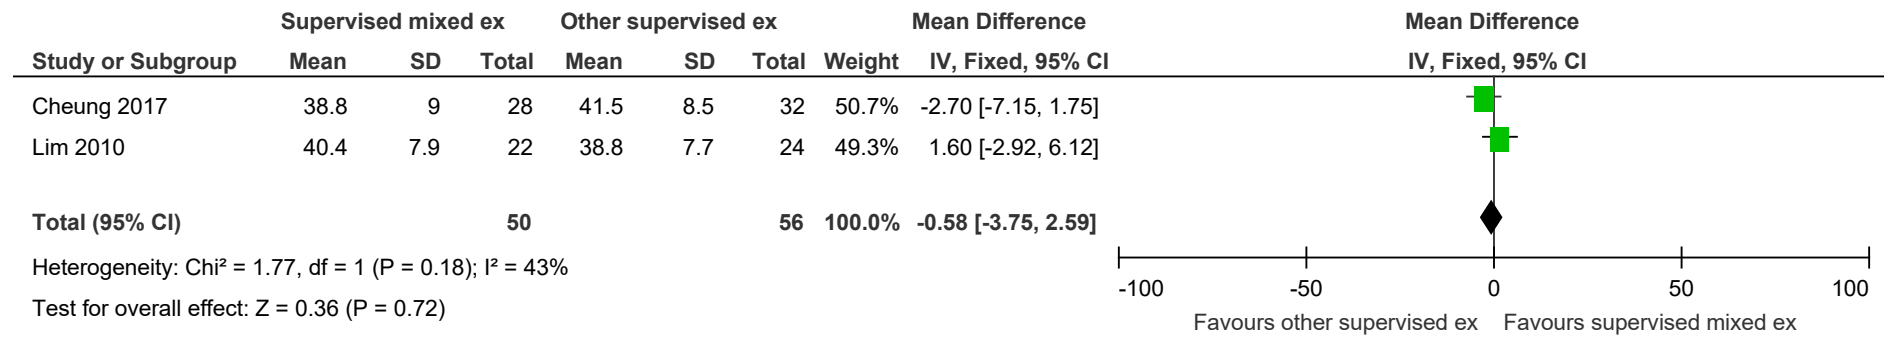 Supervised mixed ex Other supervised ex Mean Difference Mean Difference
Study or Subgroup Mean SD Total Mean SD Total Weight IV, Fixed, 95% CI IV, Fixed, 95% CI
Cheung 2017 38.8 9 28 41.5 8.5 32 50.7% -2.70 [-7.15, 1.75]
Lim 2010 40.4 7.9 22 38.8 7.7 24 49.3% 1.60 [-2.92, 6.12]
Total (95% CI) 50 56 100.0% -0.58 [-3.75, 2.59]
Heterogeneity: Chi² = 1.77, df = 1 (P = 0.18); I² = 43%
Test for overall effect: Z = 0.36 (P = 0.72)
-100 -50 0 50 100
Favours other supervised ex Favours supervised mixed ex